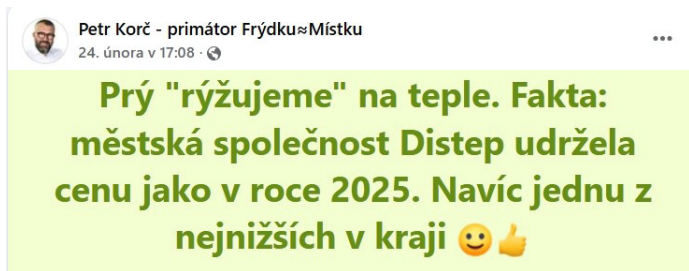 Petr Korč - primátor Frýdku≈Místku
24. února v 17:08 ·
Prý "rýžujeme" na teple. Fakta:
městská společnost Distep udržela
cenu jako v roce 2025. Navíc jednu z
nejnižších v kraji 🙂👍